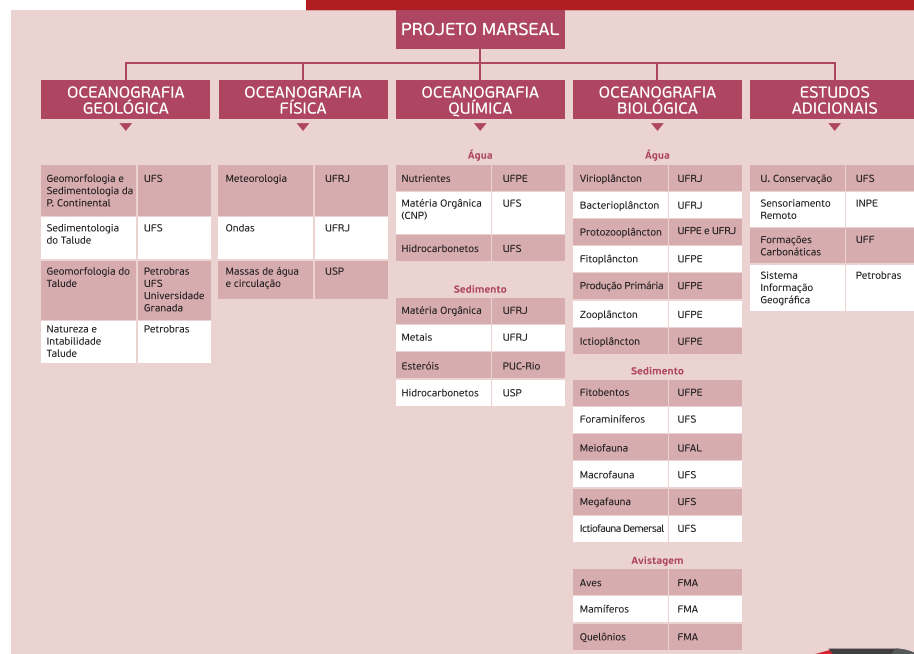 PROJETO MARSEAL
OCEANOGRAFIA
GEOLÓGICA
Geomorfologia e
Sedimentologia da
P. Continental
UFS
Sedimentologia
do Talude
UFS
Geomorfologia do
Talude
Petrobras
UFS
Universidade
Granada
Natureza e
Intabilidade
Talude
Petrobras
OCEANOGRAFIA
FÍSICA
Meteorologia
UFRJ
Ondas
UFRJ
Massas de água
e circulação
USP
OCEANOGRAFIA
QUÍMICA
Água
Nutrientes
UFPE
Matéria Orgânica
(CNP)
UFS
Hidrocarbonetos
UFS
Sedimento
Matéria Orgânica
UFRJ
Metais
UFRJ
Esteróis
PUC-Rio
Hidrocarbonetos
USP
OCEANOGRAFIA
BIOLÓGICA
Água
Virioplâncton
UFRJ
Bacterioplâncton
UFRJ
Protozooplâncton
UFPE e UFRJ
Fitoplâncton
UFPE
Produção Primária
UFPE
Zooplâncton
UFPE
Ictioplâncton
UFPE
Sedimento
Fitobentos
UFPE
Foraminíferos
UFS
Meiofauna
UFAL
Macrofauna
UFS
Megafauna
UFS
Ictiofauna Demersal
UFS
Avistagem
Aves
FMA
Mamíferos
FMA
Quelônios
FMA
ESTUDOS
ADICIONAIS
U. Conservação
UFS
Sensoriamento
Remoto
INPE
Formações
Carbonáticas
UFF
Sistema
Informação
Geográfica
Petrobras